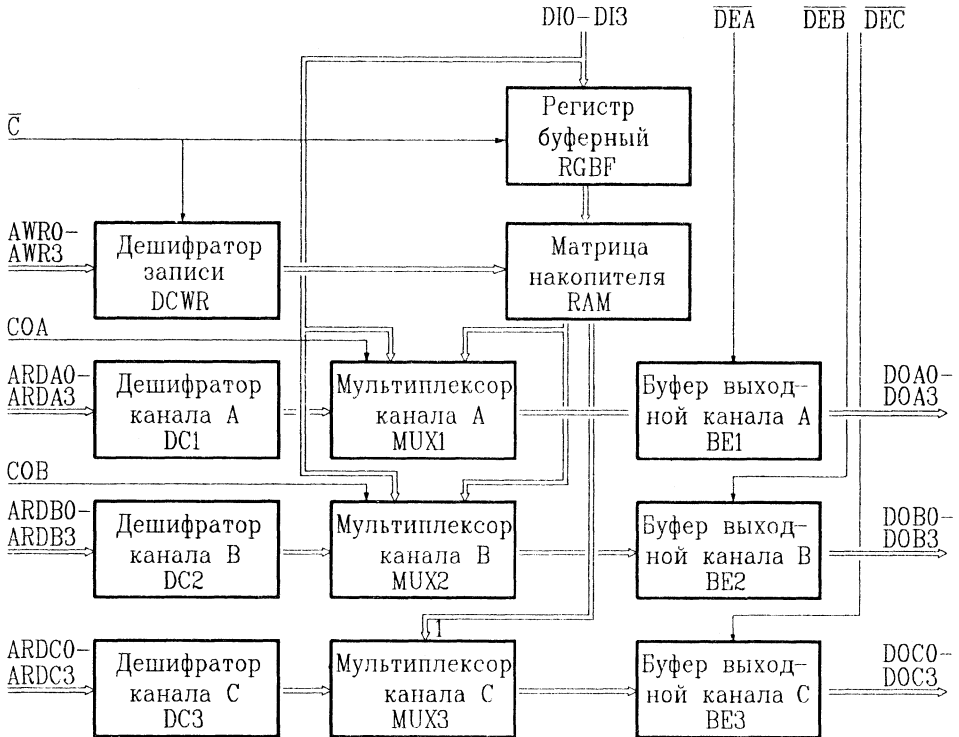 DI0-DI3
DEA
DEB
DEC
C
Регистр
буферный
RGBF
AWR0-
AWR3
Дешифратор
записи
DCWR
Матрица
накопителя
RAM
COA
ARDA0-
ARDA3
Дешифратор
канала A
DC1
Мультиплексор
канала A
MUX1
Буфер выход-
ной канала A
BE1
DOA0-
DOA3
COB
ARDB0-
ARDB3
Дешифратор
канала B
DC2
Мультиплексор
канала B
MUX2
Буфер выход-
ной канала B
BE2
DOB0-
DOB3
1
ARDC0-
ARDC3
Дешифратор
канала C
DC3
Мультиплексор
канала C
MUX3
Буфер выход-
ной канала C
BE3
DOC0-
DOC3